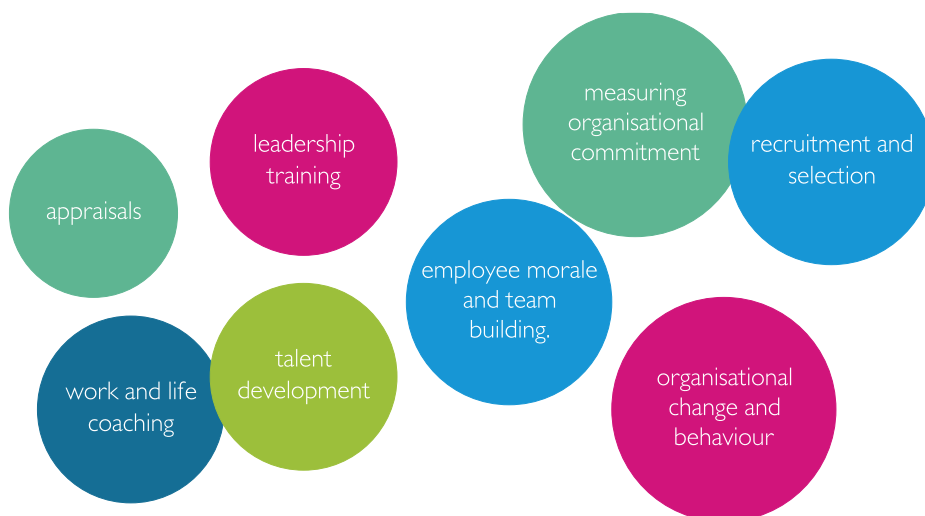 appraisals
leadership
training
measuring
organisational
commitment
recruitment and
selection
employee morale
and team
building.
work and life
coaching
talent
development
organisational
change and
behaviour